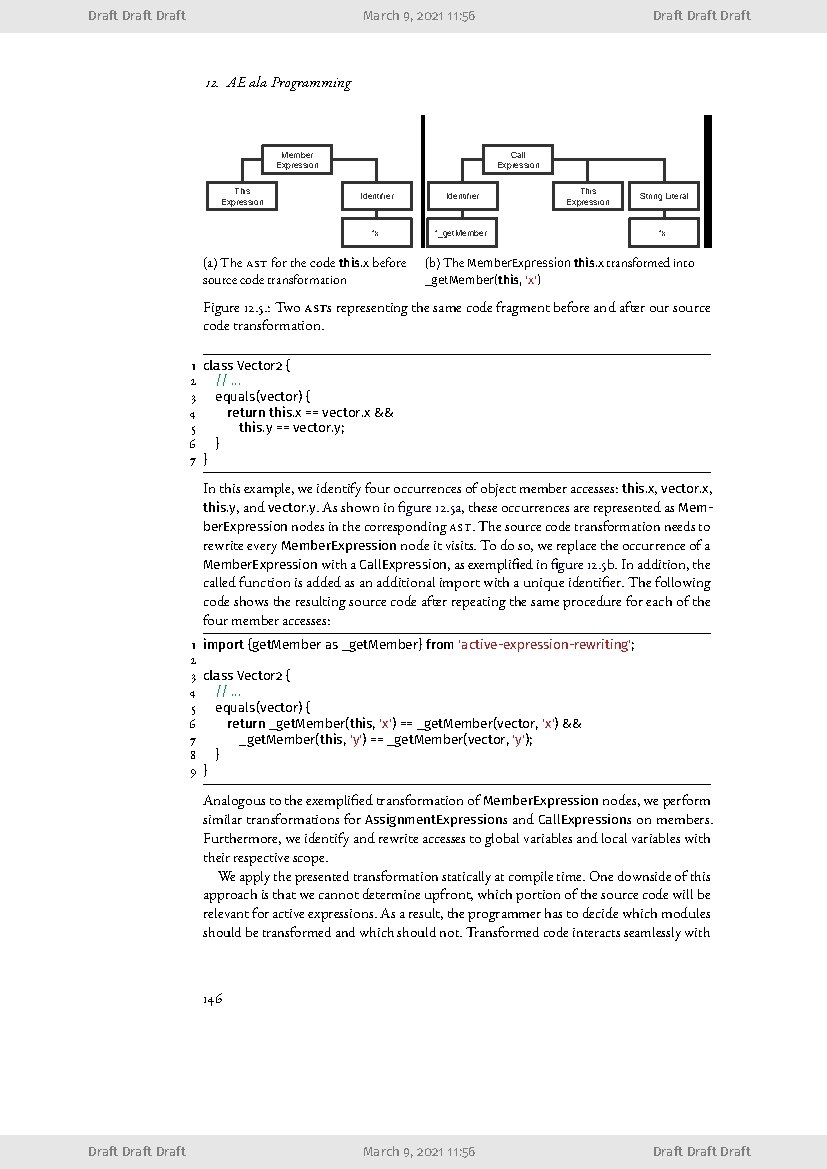 Draft Draft Draft March 9, 2021 11:56 Draft Draft Draft
12. AE ala Programming
Member
Expression
This
Expression
Identifier
"x
Call
Expression
Identifier
This
Expression
String Literal
"_getMember
"x
(a) The AST for the code this.x before
source code transformation
(b) The MemberExpression this.x transformed into
_getMember(this, 'x')
Figure 12.5.: Two ASTs representing the same code fragment before and after our source
code transformation.
1 class Vector2 {
2 // ...
3 equals(vector) {
4 return this.x == vector.x &&
5 this.y == vector.y;
6 }
7 }
In this example, we identify four occurrences of object member accesses: this.x, vector.x,
this.y, and vector.y. As shown in figure 12.5a, these occurrences are represented as Mem-
berExpression nodes in the corresponding AST. The source code transformation needs to
rewrite every MemberExpression node it visits. To do so, we replace the occurrence of a
MemberExpression with a CallExpression, as exemplified in figure 12.5b. In addition, the
called function is added as an additional import with a unique identifier. The following
code shows the resulting source code after repeating the same procedure for each of the
four member accesses:
1 import {getMember as _getMember} from 'active-expression-rewriting';
2
3 class Vector2 {
4 // ...
5 equals(vector) {
6 return _getMember(this, 'x') == _getMember(vector, 'x') &&
7 _getMember(this, 'y') == _getMember(vector, 'y');
8 }
9 }
Analogous to the exemplified transformation of MemberExpression nodes, we perform
similar transformations for AssignmentExpressions and CallExpressions on members.
Furthermore, we identify and rewrite accesses to global variables and local variables with
their respective scope.
We apply the presented transformation statically at compile time. One downside of this
approach is that we cannot determine upfront, which portion of the source code will be
relevant for active expressions. As a result, the programmer has to decide which modules
should be transformed and which should not. Transformed code interacts seamlessly with
146
Draft Draft Draft March 9, 2021 11:56 Draft Draft Draft